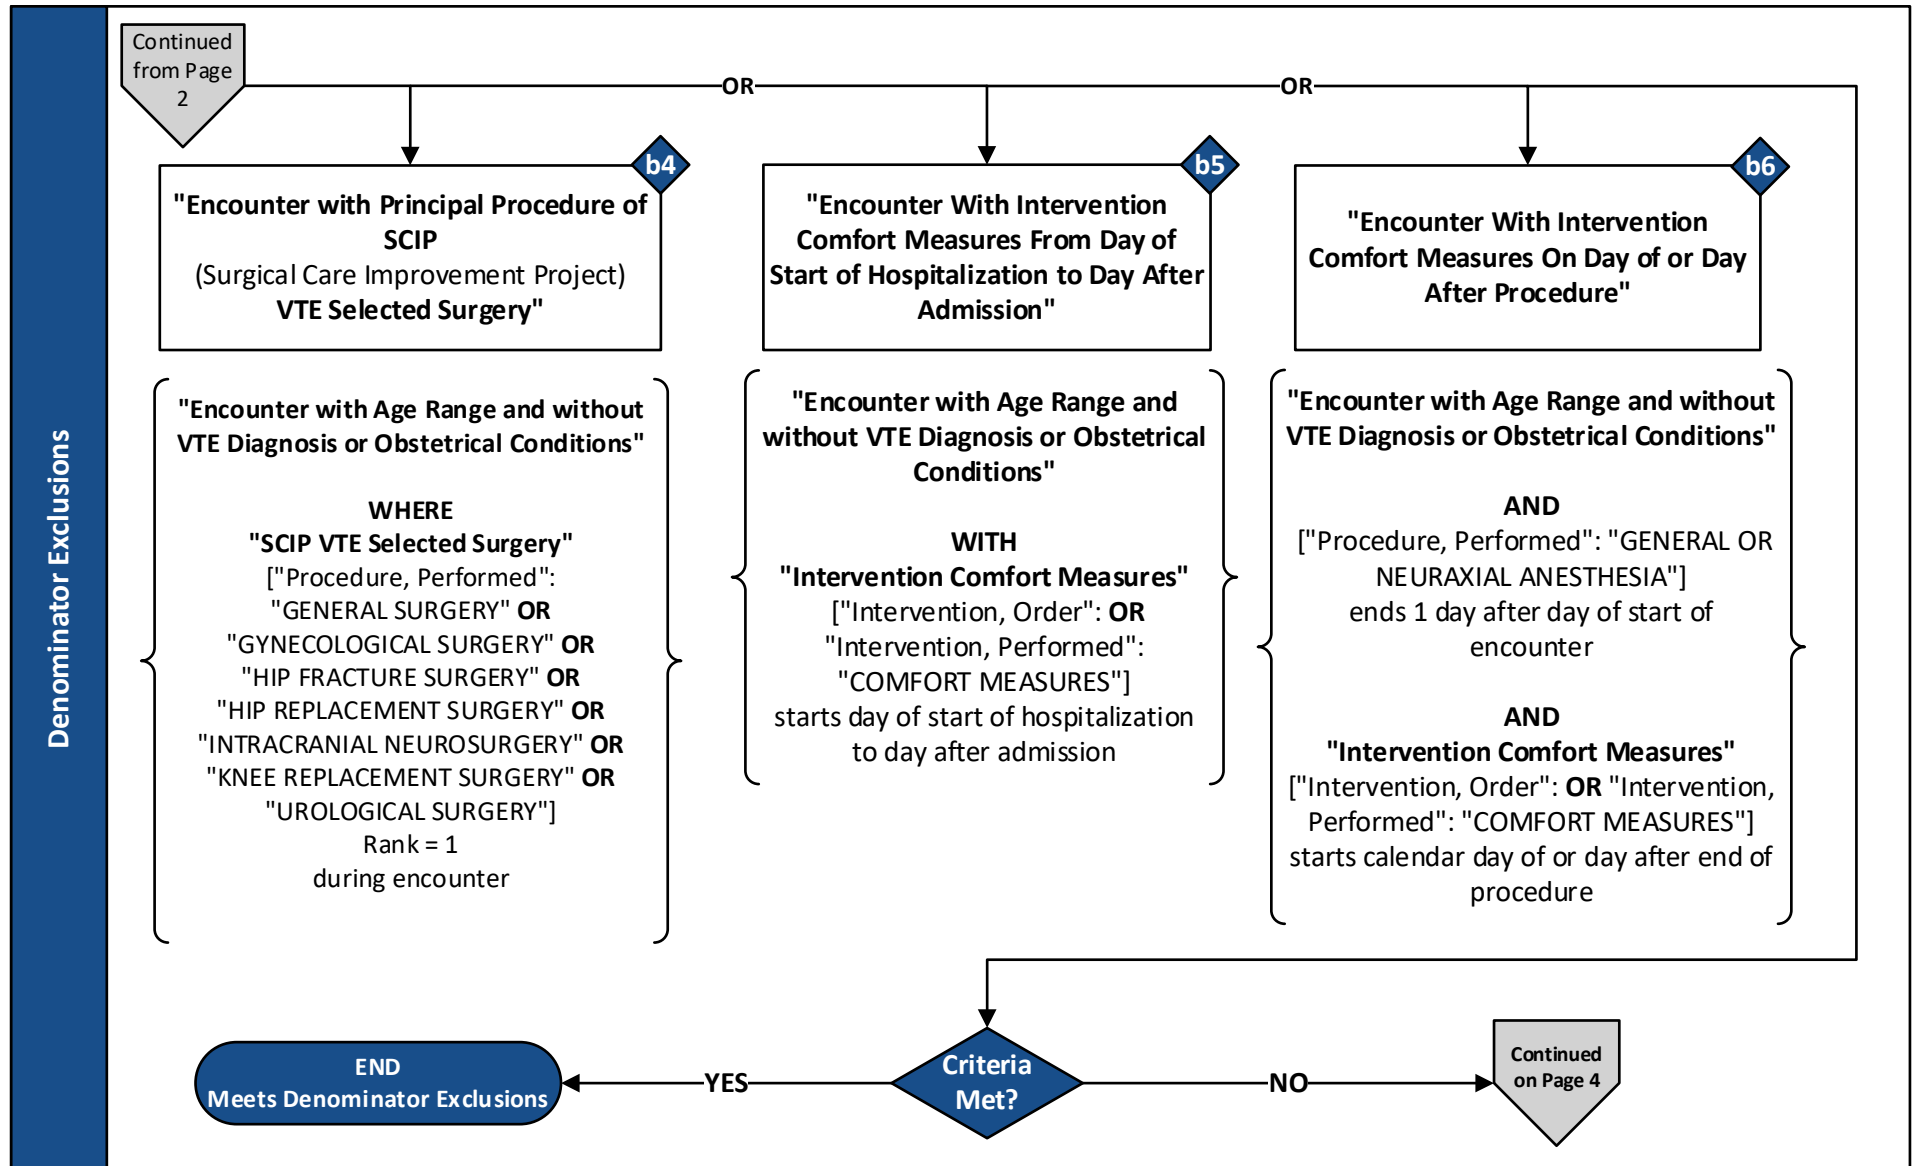 Denominator Exclusions
Continued
from Page
2
OR
OR
b4
"Encounter with Principal Procedure of
SCIP
(Surgical Care Improvement Project)
VTE Selected Surgery"
b5
"Encounter With Intervention
Comfort Measures From Day of
Start of Hospitalization to Day After
Admission"
b6
"Encounter With Intervention
Comfort Measures On Day of or Day
After Procedure"
"Encounter with Age Range and without
VTE Diagnosis or Obstetrical Conditions"
WHERE
"SCIP VTE Selected Surgery"
["Procedure, Performed":
"GENERAL SURGERY" OR
"GYNECOLOGICAL SURGERY" OR
"HIP FRACTURE SURGERY" OR
"HIP REPLACEMENT SURGERY" OR
"INTRACRANIAL NEUROSURGERY" OR
"KNEE REPLACEMENT SURGERY" OR
"UROLOGICAL SURGERY"]
Rank = 1
during encounter
"Encounter with Age Range and
without VTE Diagnosis or Obstetrical
Conditions"
WITH
"Intervention Comfort Measures"
["Intervention, Order": OR
"Intervention, Performed":
"COMFORT MEASURES"]
starts day of start of hospitalization
to day after admission
"Encounter with Age Range and without
VTE Diagnosis or Obstetrical Conditions"
AND
["Procedure, Performed": "GENERAL OR
NEURAXIAL ANESTHESIA"]
ends 1 day after day of start of
encounter
AND
"Intervention Comfort Measures"
["Intervention, Order": OR "Intervention,
Performed": "COMFORT MEASURES"]
starts calendar day of or day after end of
procedure
END
Meets Denominator Exclusions
YES
Criteria
Met?
NO
Continued
on Page 4